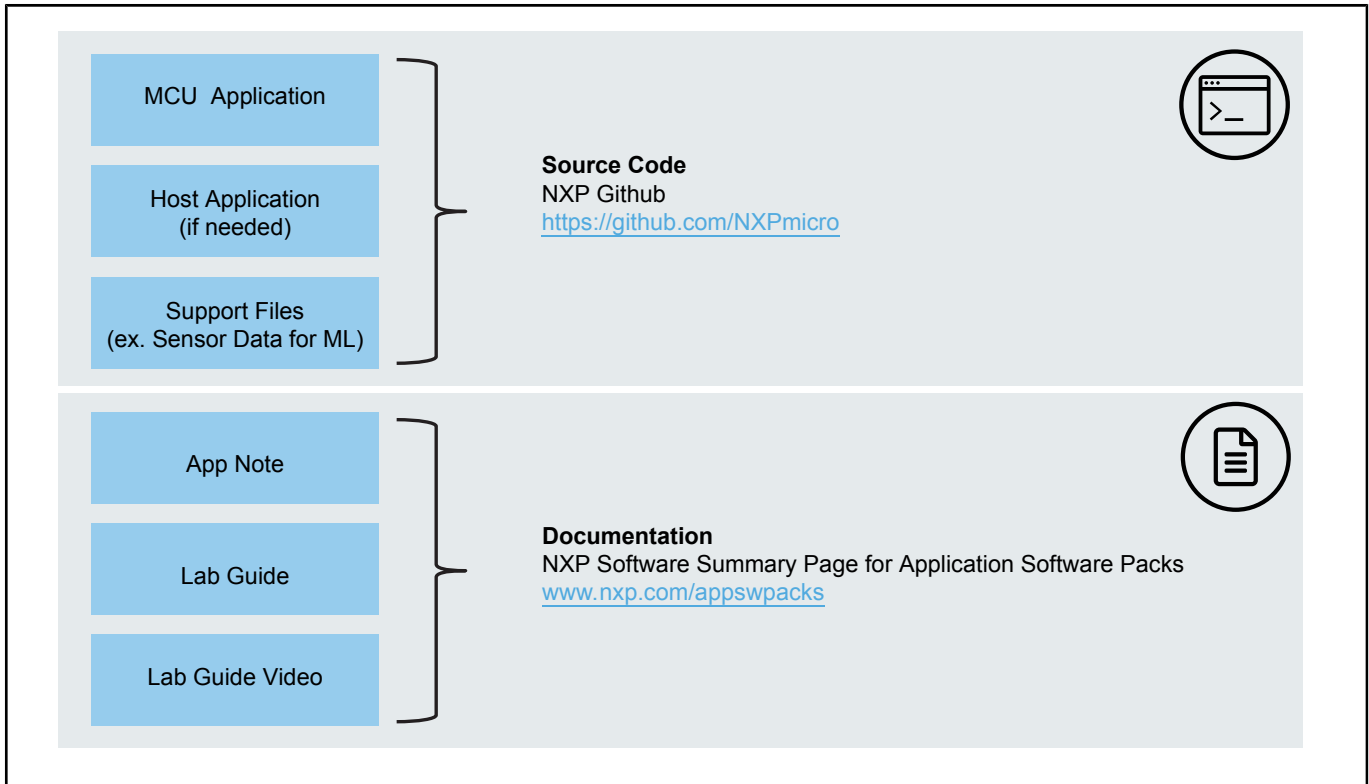 MCU Application
Host Application
(if needed)
Support Files
(ex. Sensor Data for ML)
Source Code
NXP Github
https://github.com/NXPmicro
>_
App Note
Lab Guide
Lab Guide Video
Documentation
NXP Software Summary Page for Application Software Packs
www.nxp.com/appswpacks